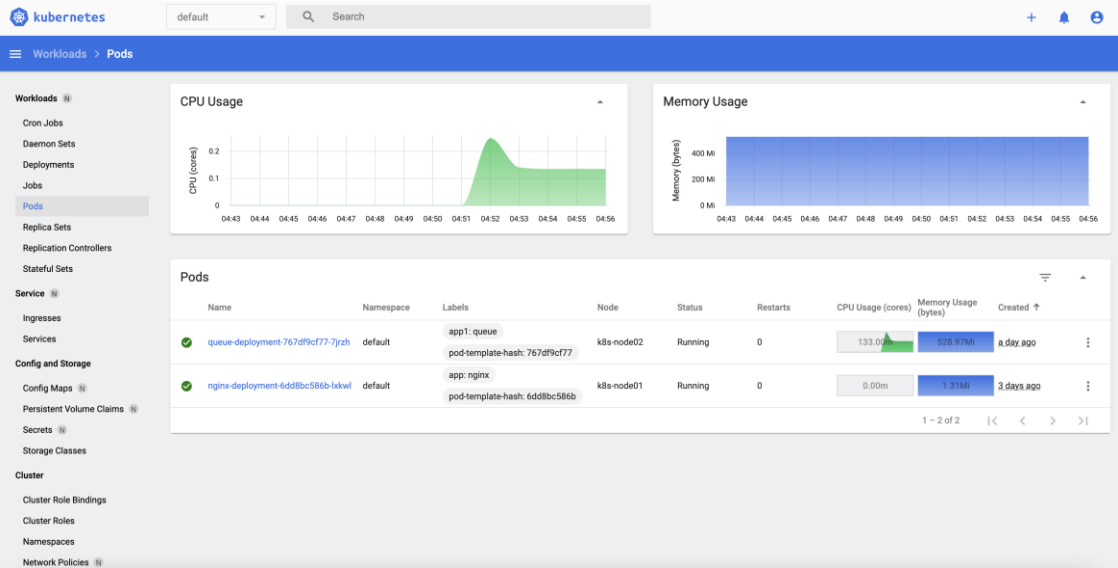 kubernetes
default
Search
Workloads > Pods
Workloads N
Cron Jobs
Daemon Sets
Deployments
Jobs
Pods
Replica Sets
Replication Controllers
Stateful Sets
Service N
Ingresses
Services
Config and Storage
Config Maps N
Persistent Volume Claims N
Secrets N
Storage Classes
Cluster
Cluster Role Bindings
Cluster Roles
Namespaces
Network Policies N
CPU Usage
CPU (cores)
0.2
0.1
0
04:43 04:44 04:45 04:46 04:47 04:48 04:49 04:50 04:51 04:52 04:53 04:54 04:55 04:56
Memory Usage
Memory (bytes)
400 Mi
200 Mi
0 Mi
04:43 04:44 04:45 04:46 04:47 04:48 04:49 04:50 04:51 04:52 04:53 04:54 04:55 04:56
Pods
Name Namespace Labels Node Status Restarts CPU Usage (cores) Memory Usage (bytes) Created
queue-deployment-767df9cf77-7jrzh default app1: queue k8s-node02 Running 0 133.00m 528.97Mi a day ago
pod-template-hash: 767df9cf77
nginx-deployment-6dd8bc586b-lxkwl default app: nginx k8s-node01 Running 0 0.00m 1.31Mi 3 days ago
pod-template-hash: 6dd8bc586b
1 – 2 of 2